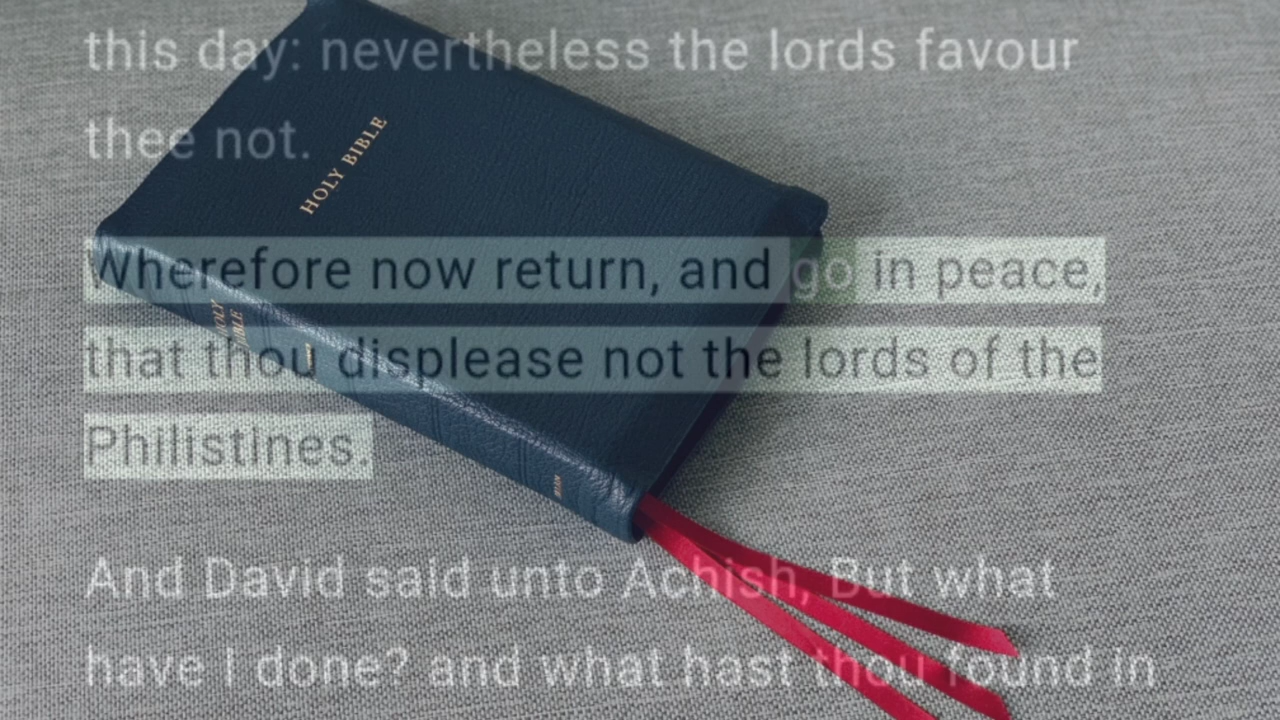 this day: nevertheless the lords favour
thee not.
HOLY BIBLE
Wherefore now return, and go in peace,
HOLY
BIBLE
that thou displease not the lords of the
Philistines.
And David said unto Achish, But what
have I done? and what hast thou found in